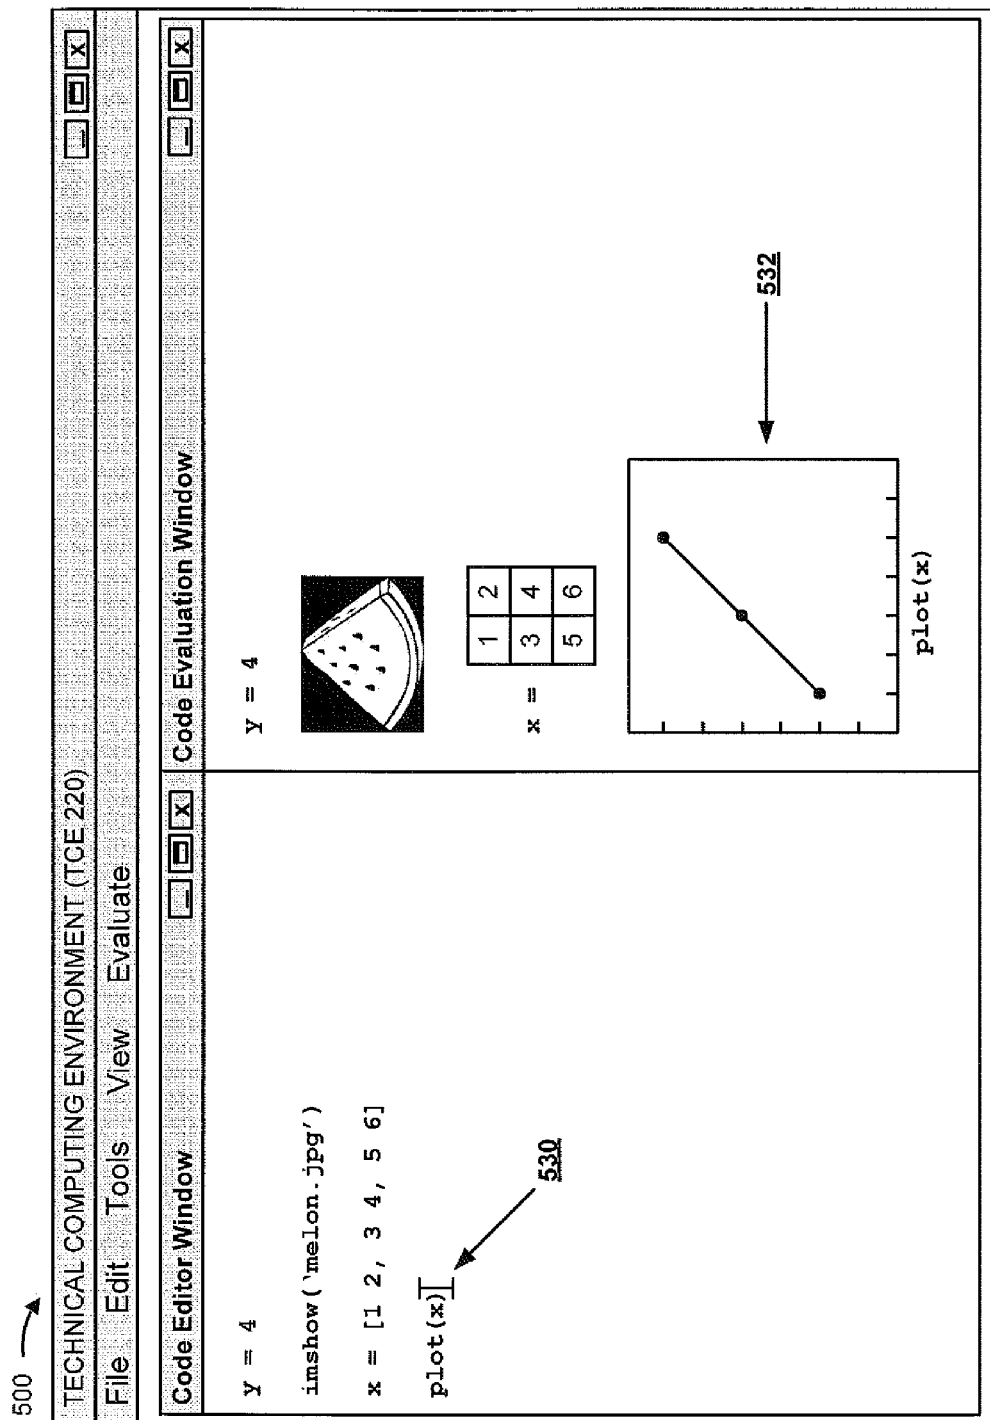 500
TECHNICAL COMPUTING ENVIRONMENT (TCE 220)
_ X
File Edit Tools View Evaluate
Code Editor Window
_ X
y = 4
imshow(‘melon.jpg’)
x = [1 2, 3 4, 5 6]
plot(x)
530
Code Evaluation Window
_ X
y = 4
x =
1 2
3 4
5 6
532
plot(x)